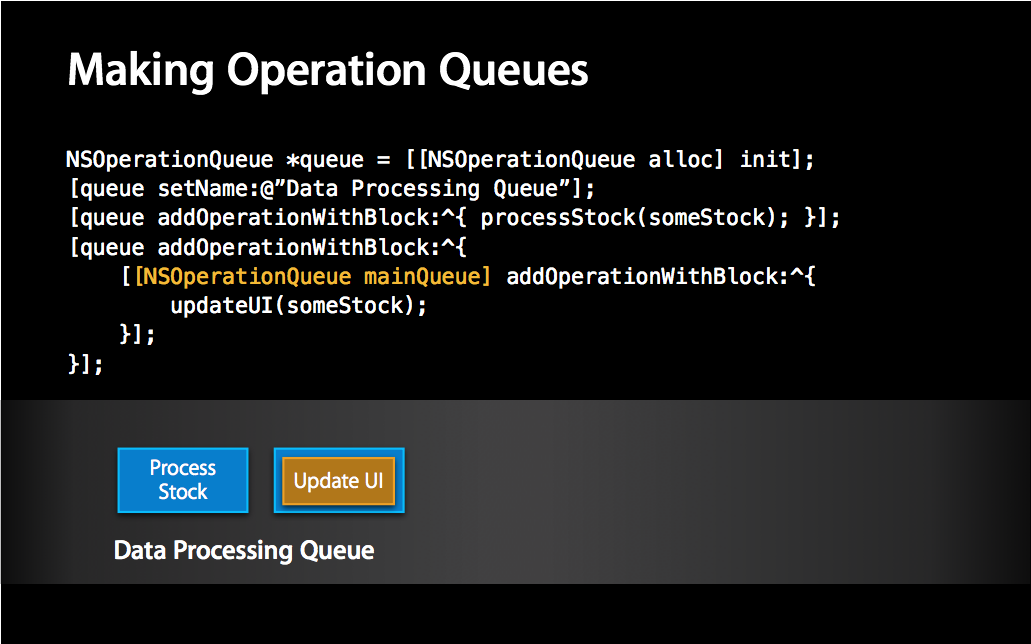 Making Operation Queues
NSOperationQueue *queue = [[NSOperationQueue alloc] init];
[queue setName:@”Data Processing Queue”];
[queue addOperationWithBlock:^{ processStock(someStock); }];
[queue addOperationWithBlock:^{
    [[NSOperationQueue mainQueue] addOperationWithBlock:^{
        updateUI(someStock);
    }];
}];
Process
Stock
Update UI
Data Processing Queue